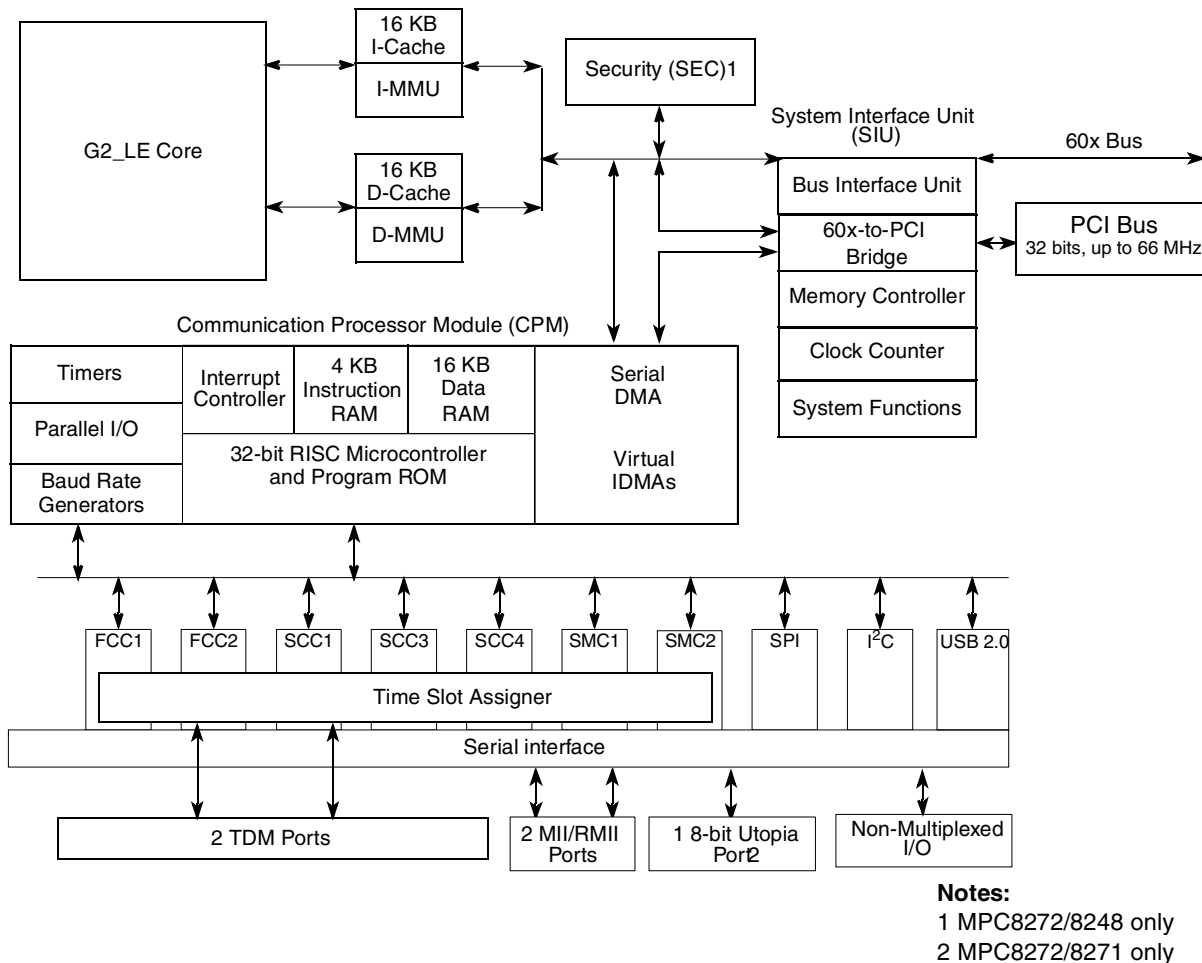 16 KB
I-Cache
I-MMU
G2_LE Core
16 KB
D-Cache
D-MMU
Security (SEC)1
System Interface Unit
(SIU)
60x Bus
Bus Interface Unit
60x-to-PCI
Bridge
Memory Controller
Clock Counter
System Functions
PCI Bus
32 bits, up to 66 MHz
Communication Processor Module (CPM)
Timers
Parallel I/O
Baud Rate
Generators
Interrupt
Controller
4 KB
Instruction
RAM
16 KB
Data
RAM
32-bit RISC Microcontroller
and Program ROM
Serial
DMA
Virtual
IDMAs
FCC1
FCC2
SCC1
SCC3
SCC4
SMC1
SMC2
SPI
I²C
USB 2.0
Time Slot Assigner
Serial interface
2 TDM Ports
2 MII/RMII
Ports
1 8-bit Utopia
Port2
Non-Multiplexed
I/O
Notes:
1 MPC8272/8248 only
2 MPC8272/8271 only